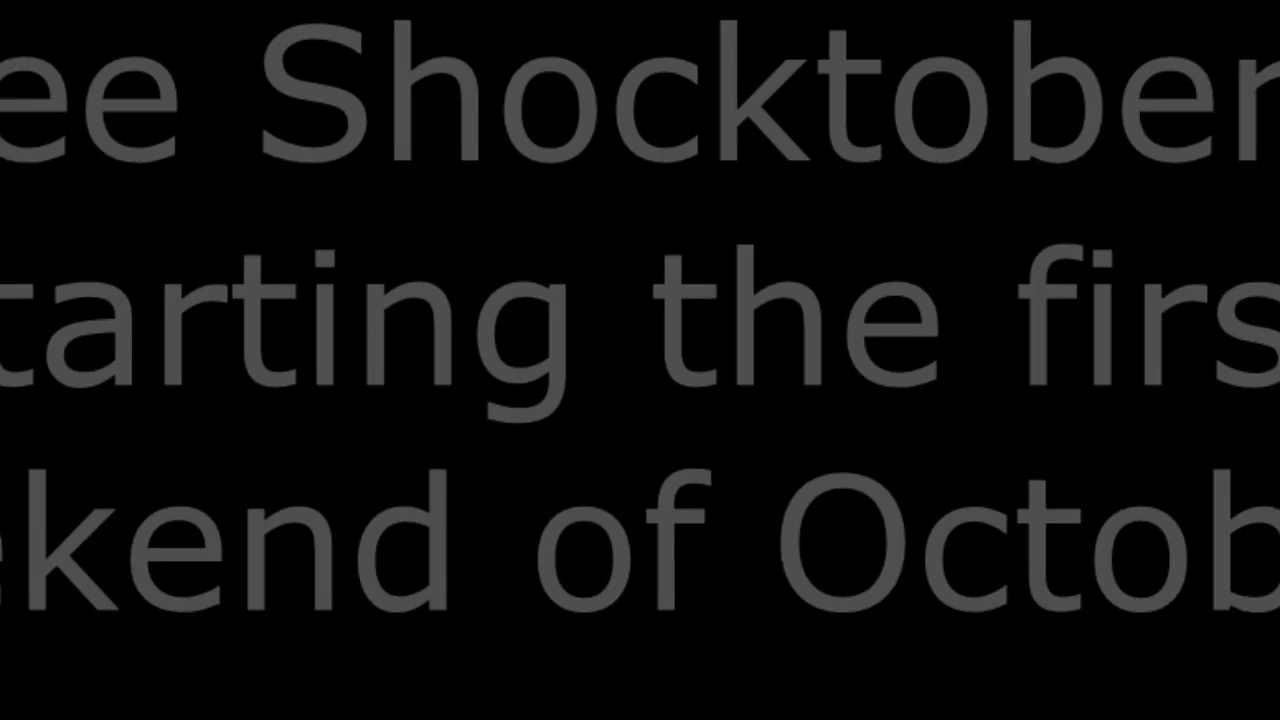 ee Shocktober
tarting the firs
ekend of Octob